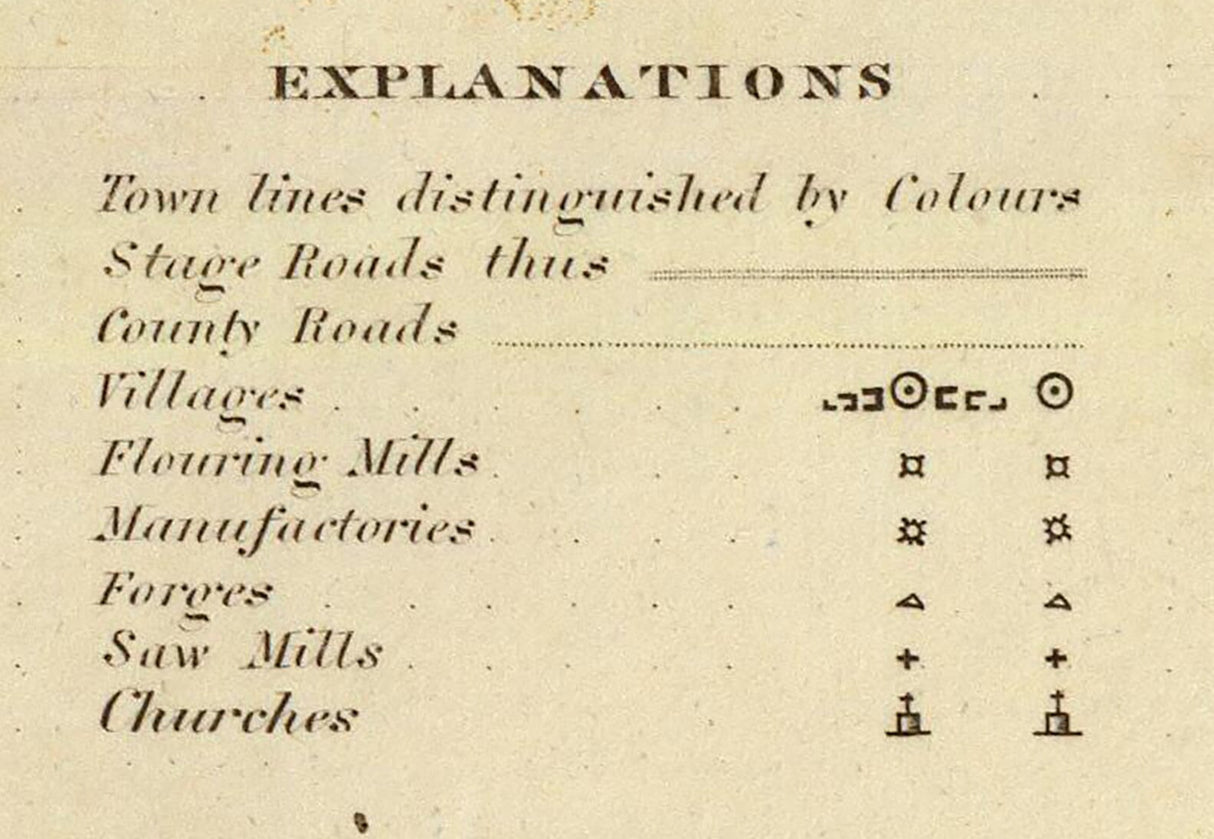 EXPLANATIONS
Town lines distinguished by Colours
Stage Roads thus
County Roads
Villages
Flouring Mills
Manufactories
Forges
Saw Mills
Churches